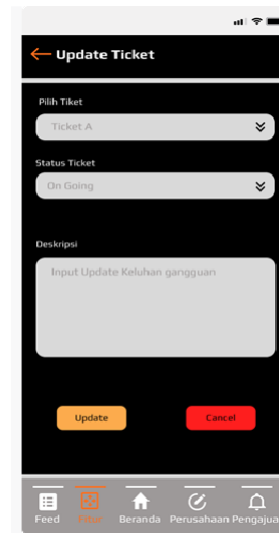 Update Ticket
Pilih Tiket
Ticket A
Status Ticket
On Going
Deskripsi
Input Update Keluhan gangguan
Update Cancel
Feed Fitur Beranda Perusahaan Pengajua